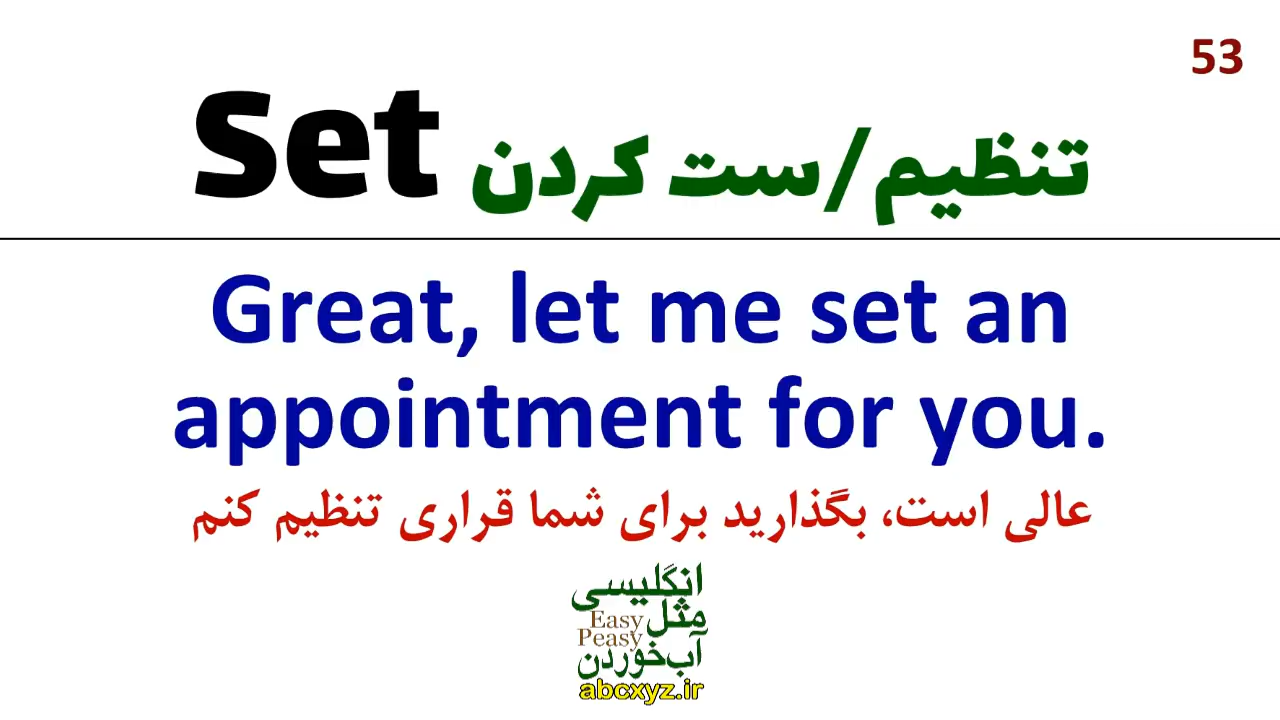 53
Set تنظیم/ست کردن
Great, let me set an
appointment for you.
عالی است، بگذارید برای شما قراری تنظیم کنم
انگلیسی
مثل Easy
Peasy
آب‌خوردن
abcxyz.ir